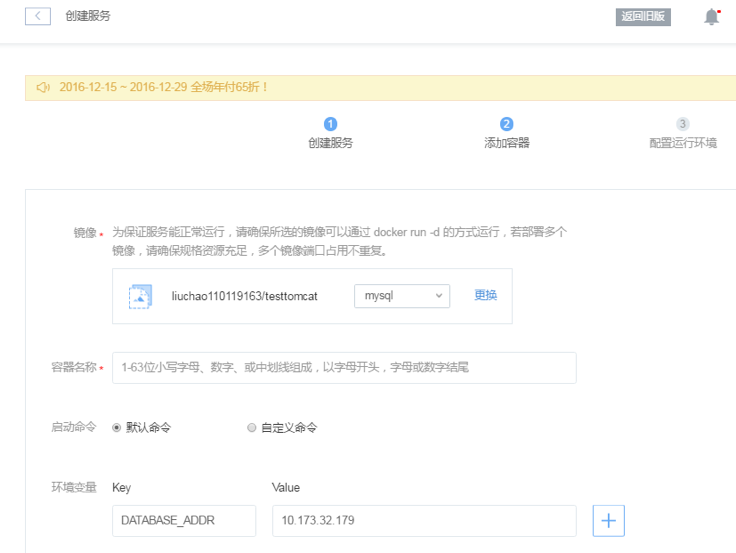 创建服务
返回旧版
2016-12-15 ~ 2016-12-29 全场年付65折！
1
2
3
创建服务
添加容器
配置运行环境
镜像
为保证服务能正常运行，请确保所选的镜像可以通过 docker run -d 的方式运行，若部署多个
镜像，请确保规格资源充足，多个镜像端口占用不重复。
liuchao110119163/testtomcat
mysql
更换
容器名称
1-63位小写字母、数字、或中划线组成，以字母开头，字母或数字结尾
启动命令
默认命令
自定义命令
环境变量
Key
Value
DATABASE_ADDR
10.173.32.179